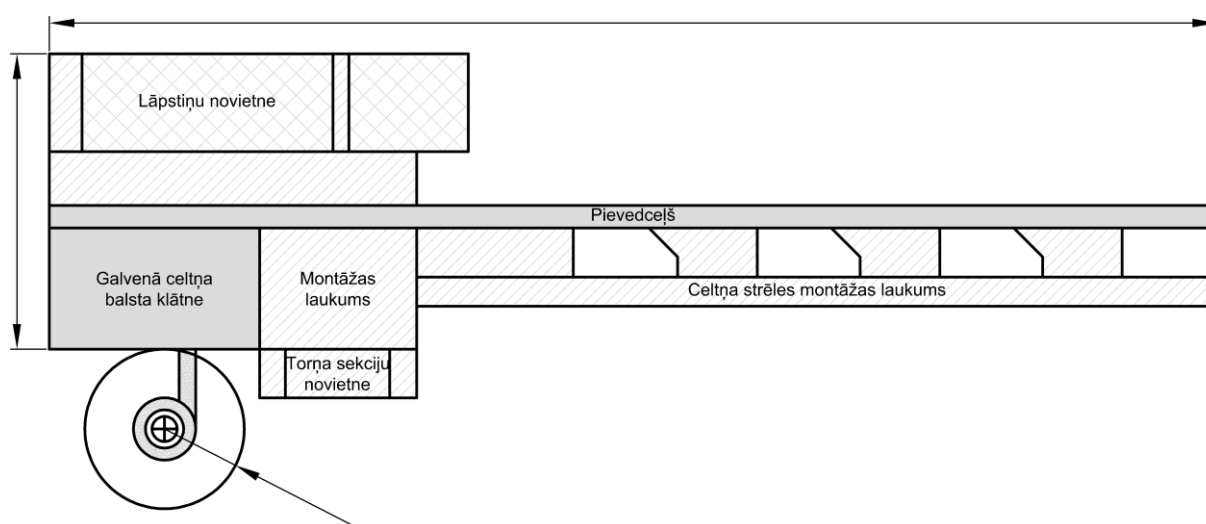 Lāpstiņu novietne
Pievedceļš
Galvenā celtņa
balsta klātne
Montāžas
laukums
Celtņa strēles montāžas laukums
Torņa sekciju
novietne